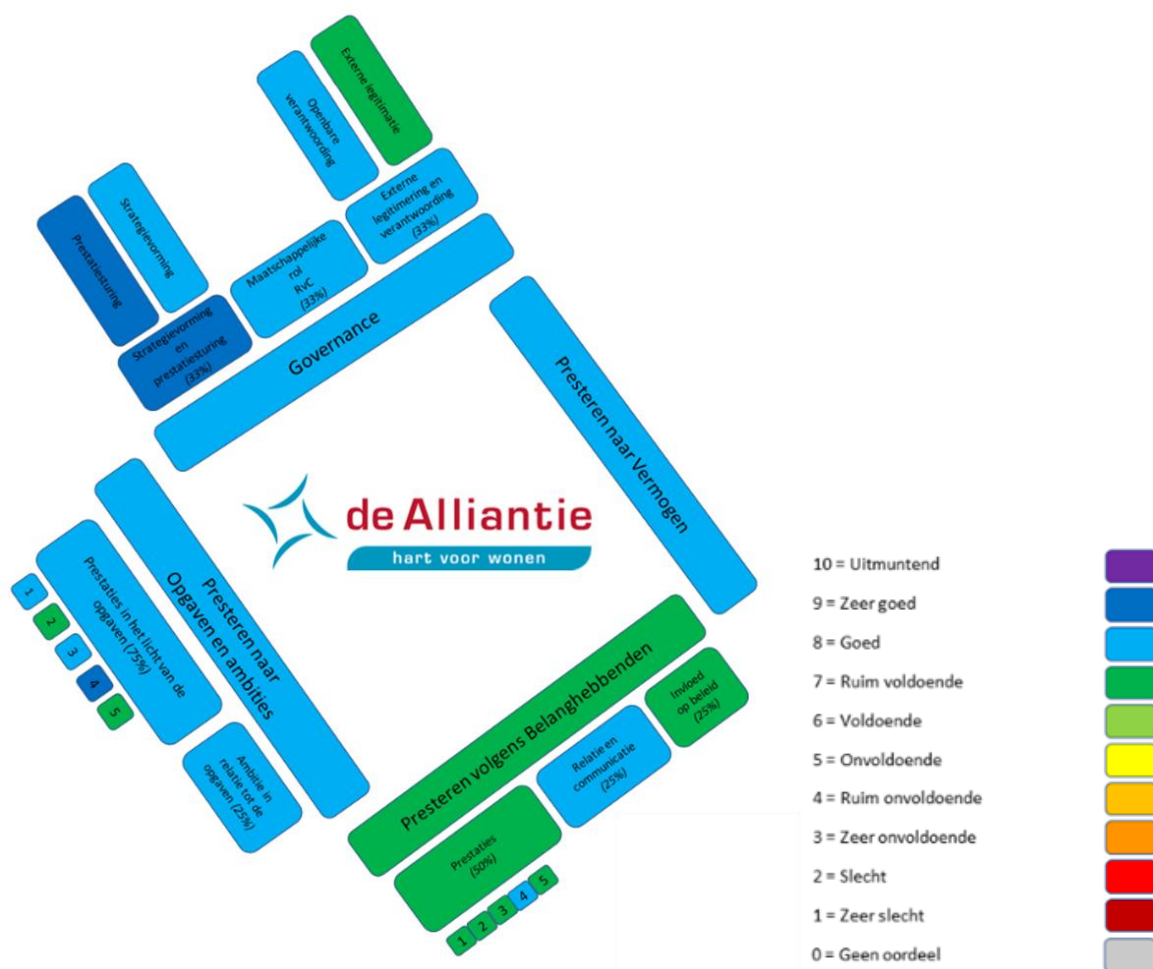 Externe legitimatie
Openbare
verantwoording
Externe
legitimering en
verantwoording
(33%)
Strategievorming
Prestatiesturing
Maatschappelijke
rol
RvC
(33%)
Strategievorming
en
prestatiesturing
(33%)
Governance
Presteren naar Vermogen
de Alliantie
hart voor wonen
Presteren naar
Opgaven en ambities
Prestaties in het licht van de
opgaven (75%)
1
2
3
4
5
Ambitie in
relatie tot de
opgaven (25%)
Presteren volgens Belanghebbenden
Invloed
op beleid
(25%)
Relatie en
communicatie
(25%)
Prestaties
(50%)
1
2
3
4
5
10 = Uitmuntend
9 = Zeer goed
8 = Goed
7 = Ruim voldoende
6 = Voldoende
5 = Onvoldoende
4 = Ruim onvoldoende
3 = Zeer onvoldoende
2 = Slecht
1 = Zeer slecht
0 = Geen oordeel